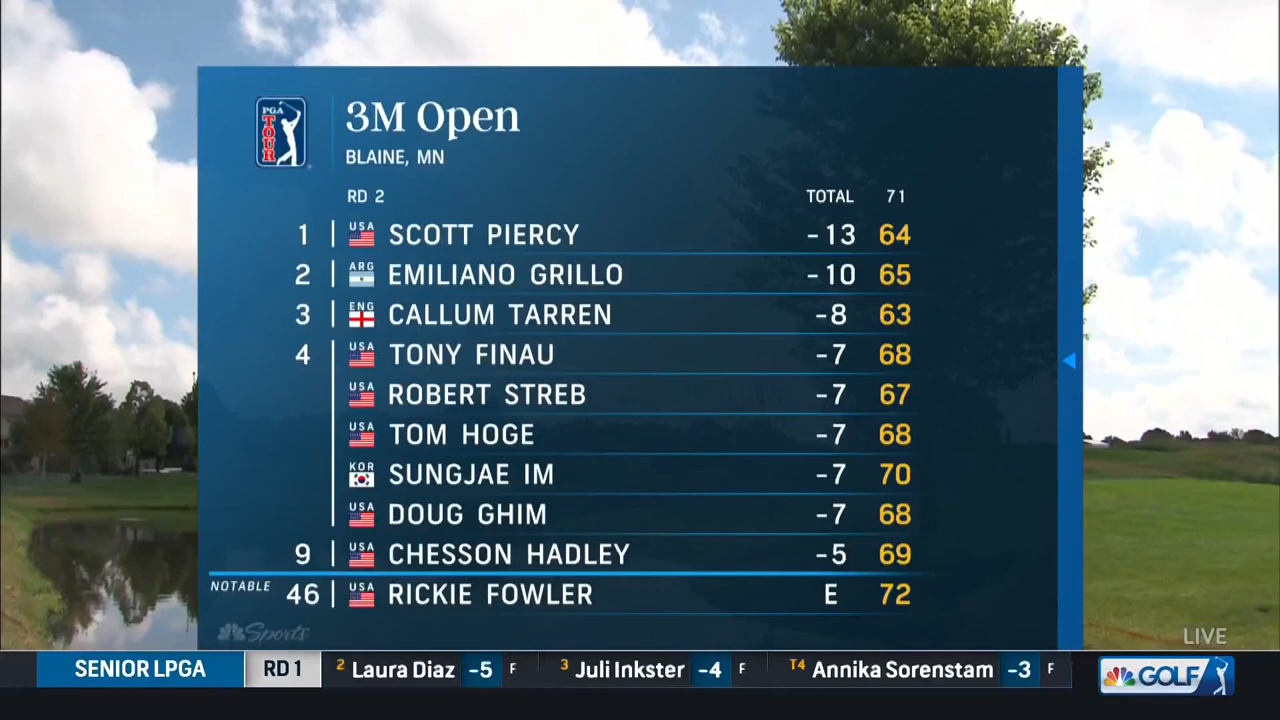 PGA TOUR
3M Open
BLAINE, MN
RD 2 TOTAL 71
1 USA SCOTT PIERCY -13 64
2 ARG EMILIANO GRILLO -10 65
3 ENG CALLUM TARREN -8 63
4 USA TONY FINAU -7 68
USA ROBERT STREB -7 67
USA TOM HOGE -7 68
KOR SUNGJAE IM -7 70
USA DOUG GHIM -7 68
9 USA CHESSON HADLEY -5 69
NOTABLE 46 USA RICKIE FOWLER E 72
Sports
LIVE
SENIOR LPGA RD 1 2 Laura Diaz -5 F 3 Juli Inkster -4 F T4 Annika Sorenstam -3 F GOLF